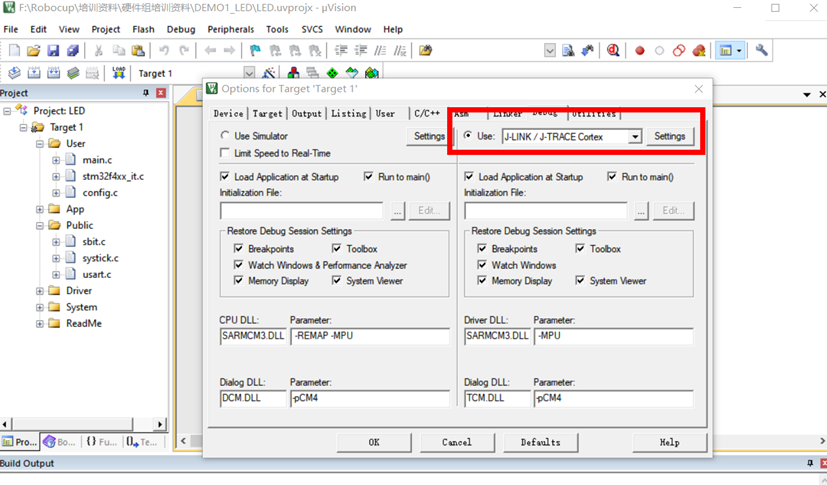 F:\Robocup\培训资料\硬件组培训资料\DEMO1_LED\LED.uvprojx - µVision
File Edit View Project Flash Debug Peripherals Tools SVCS Window Help
LOAD Target 1
Project
Project: LED
Target 1
User
main.c
stm32f4xx_it.c
config.c
App
Public
sbit.c
systick.c
usart.c
Driver
System
ReadMe
Pro... Bo... {} Fu... Te...
Build Output
Options for Target 'Target 1'
Device Target Output Listing User C/C++ Asm Linker Debug Utilities
Use Simulator Settings
Limit Speed to Real-Time
Use: J-LINK / J-TRACE Cortex Settings
Load Application at Startup Run to main()
Initialization File:
... Edit...
Load Application at Startup Run to main()
Initialization File:
... Edit...
Restore Debug Session Settings
Breakpoints Toolbox
Watch Windows & Performance Analyzer
Memory Display System Viewer
Restore Debug Session Settings
Breakpoints Toolbox
Watch Windows
Memory Display System Viewer
CPU DLL: Parameter:
SARMCM3.DLL -REMAP -MPU
Driver DLL: Parameter:
SARMCM3.DLL -MPU
Dialog DLL: Parameter:
DCM.DLL -pCM4
Dialog DLL: Parameter:
TCM.DLL -pCM4
OK Cancel Defaults Help